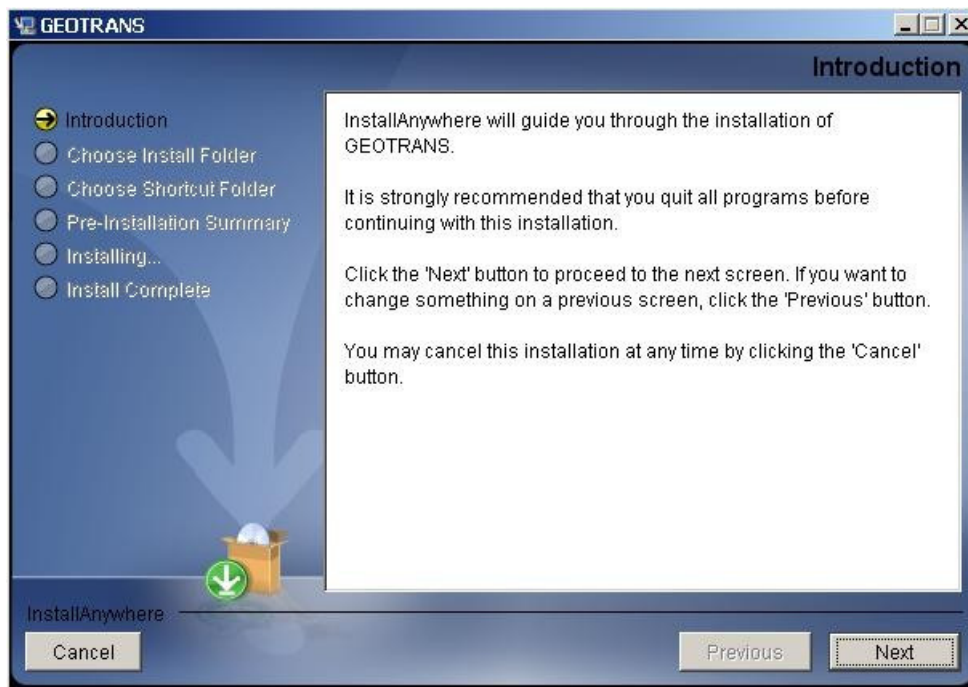 GEOTRANS
Introduction
Introduction
Choose Install Folder
Choose Shortcut Folder
Pre-Installation Summary
Installing...
Install Complete
InstallAnywhere will guide you through the installation of
GEOTRANS.
It is strongly recommended that you quit all programs before
continuing with this installation.
Click the 'Next' button to proceed to the next screen. If you want to
change something on a previous screen, click the 'Previous' button.
You may cancel this installation at any time by clicking the 'Cancel'
button.
InstallAnywhere
Cancel
Previous
Next